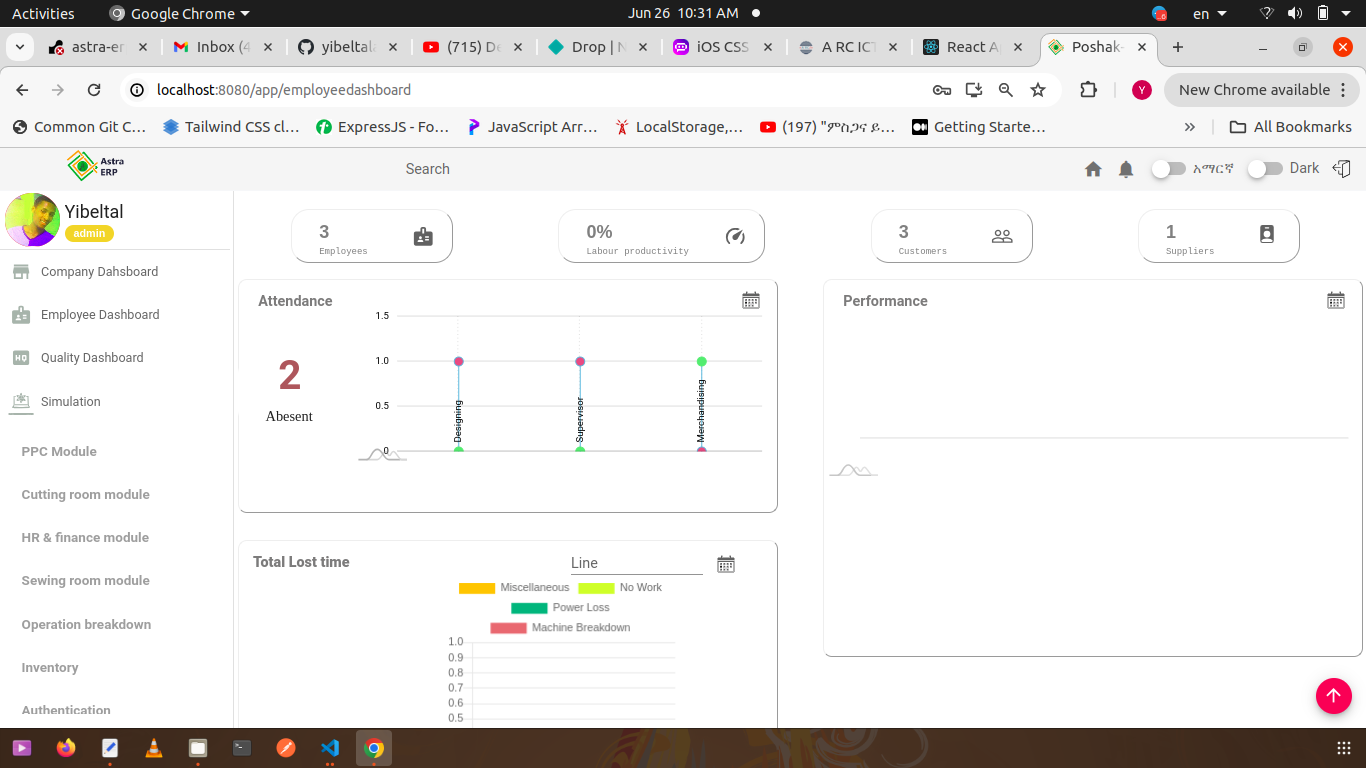 Activities
Google Chrome
Jun 26 10:31 AM
en
astra-er
Inbox (4
yibeltala
(715) De
Drop | N
iOS CSS
A RC ICT
React Ap
Poshak-
localhost:8080/app/employeedashboard
Y
New Chrome available
Common Git C…
Tailwind CSS cl…
ExpressJS - Fo…
JavaScript Arr…
LocalStorage,…
(197) "ምስጋና ይ…
Getting Starte…
All Bookmarks
Astra
ERP
Search
አማርኛ
Dark
Yibeltal
admin
3
Employees
0%
Labour productivity
3
Customers
1
Suppliers
Company Dahsboard
Employee Dashboard
Quality Dashboard
Simulation
PPC Module
Cutting room module
HR & finance module
Sewing room module
Operation breakdown
Inventory
Authentication
Attendance
2
Abesent
1.5
1.0
0.5
0
Designing
Supervisor
Merchandising
Performance
Total Lost time
Line
Miscellaneous
No Work
Power Loss
Machine Breakdown
1.0
0.9
0.8
0.7
0.6
0.5